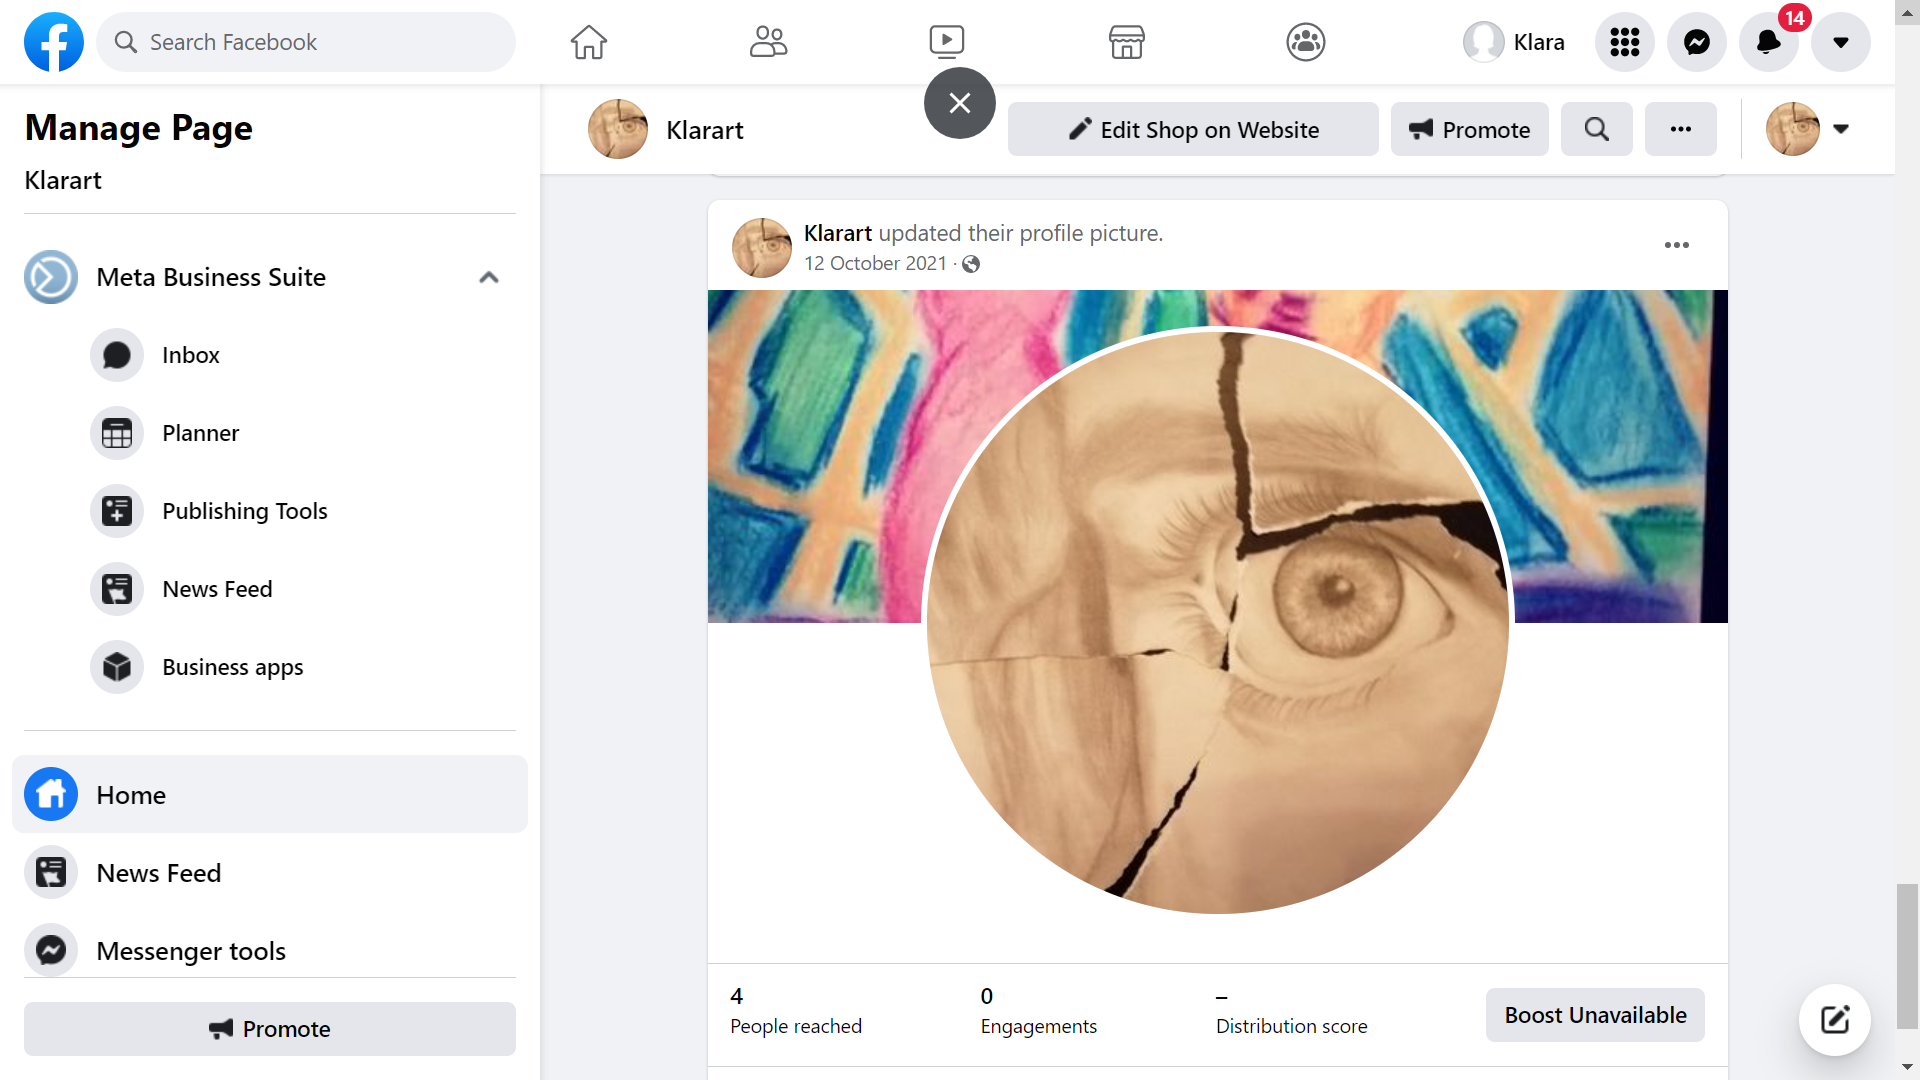 Search Facebook
Klara
14
Manage Page
Klarart
Meta Business Suite
Inbox
Planner
Publishing Tools
News Feed
Business apps
Home
News Feed
Messenger tools
Promote
Klarart
Edit Shop on Website
Promote
Klarart updated their profile picture.
12 October 2021 ·
4
People reached
0
Engagements
–
Distribution score
Boost Unavailable